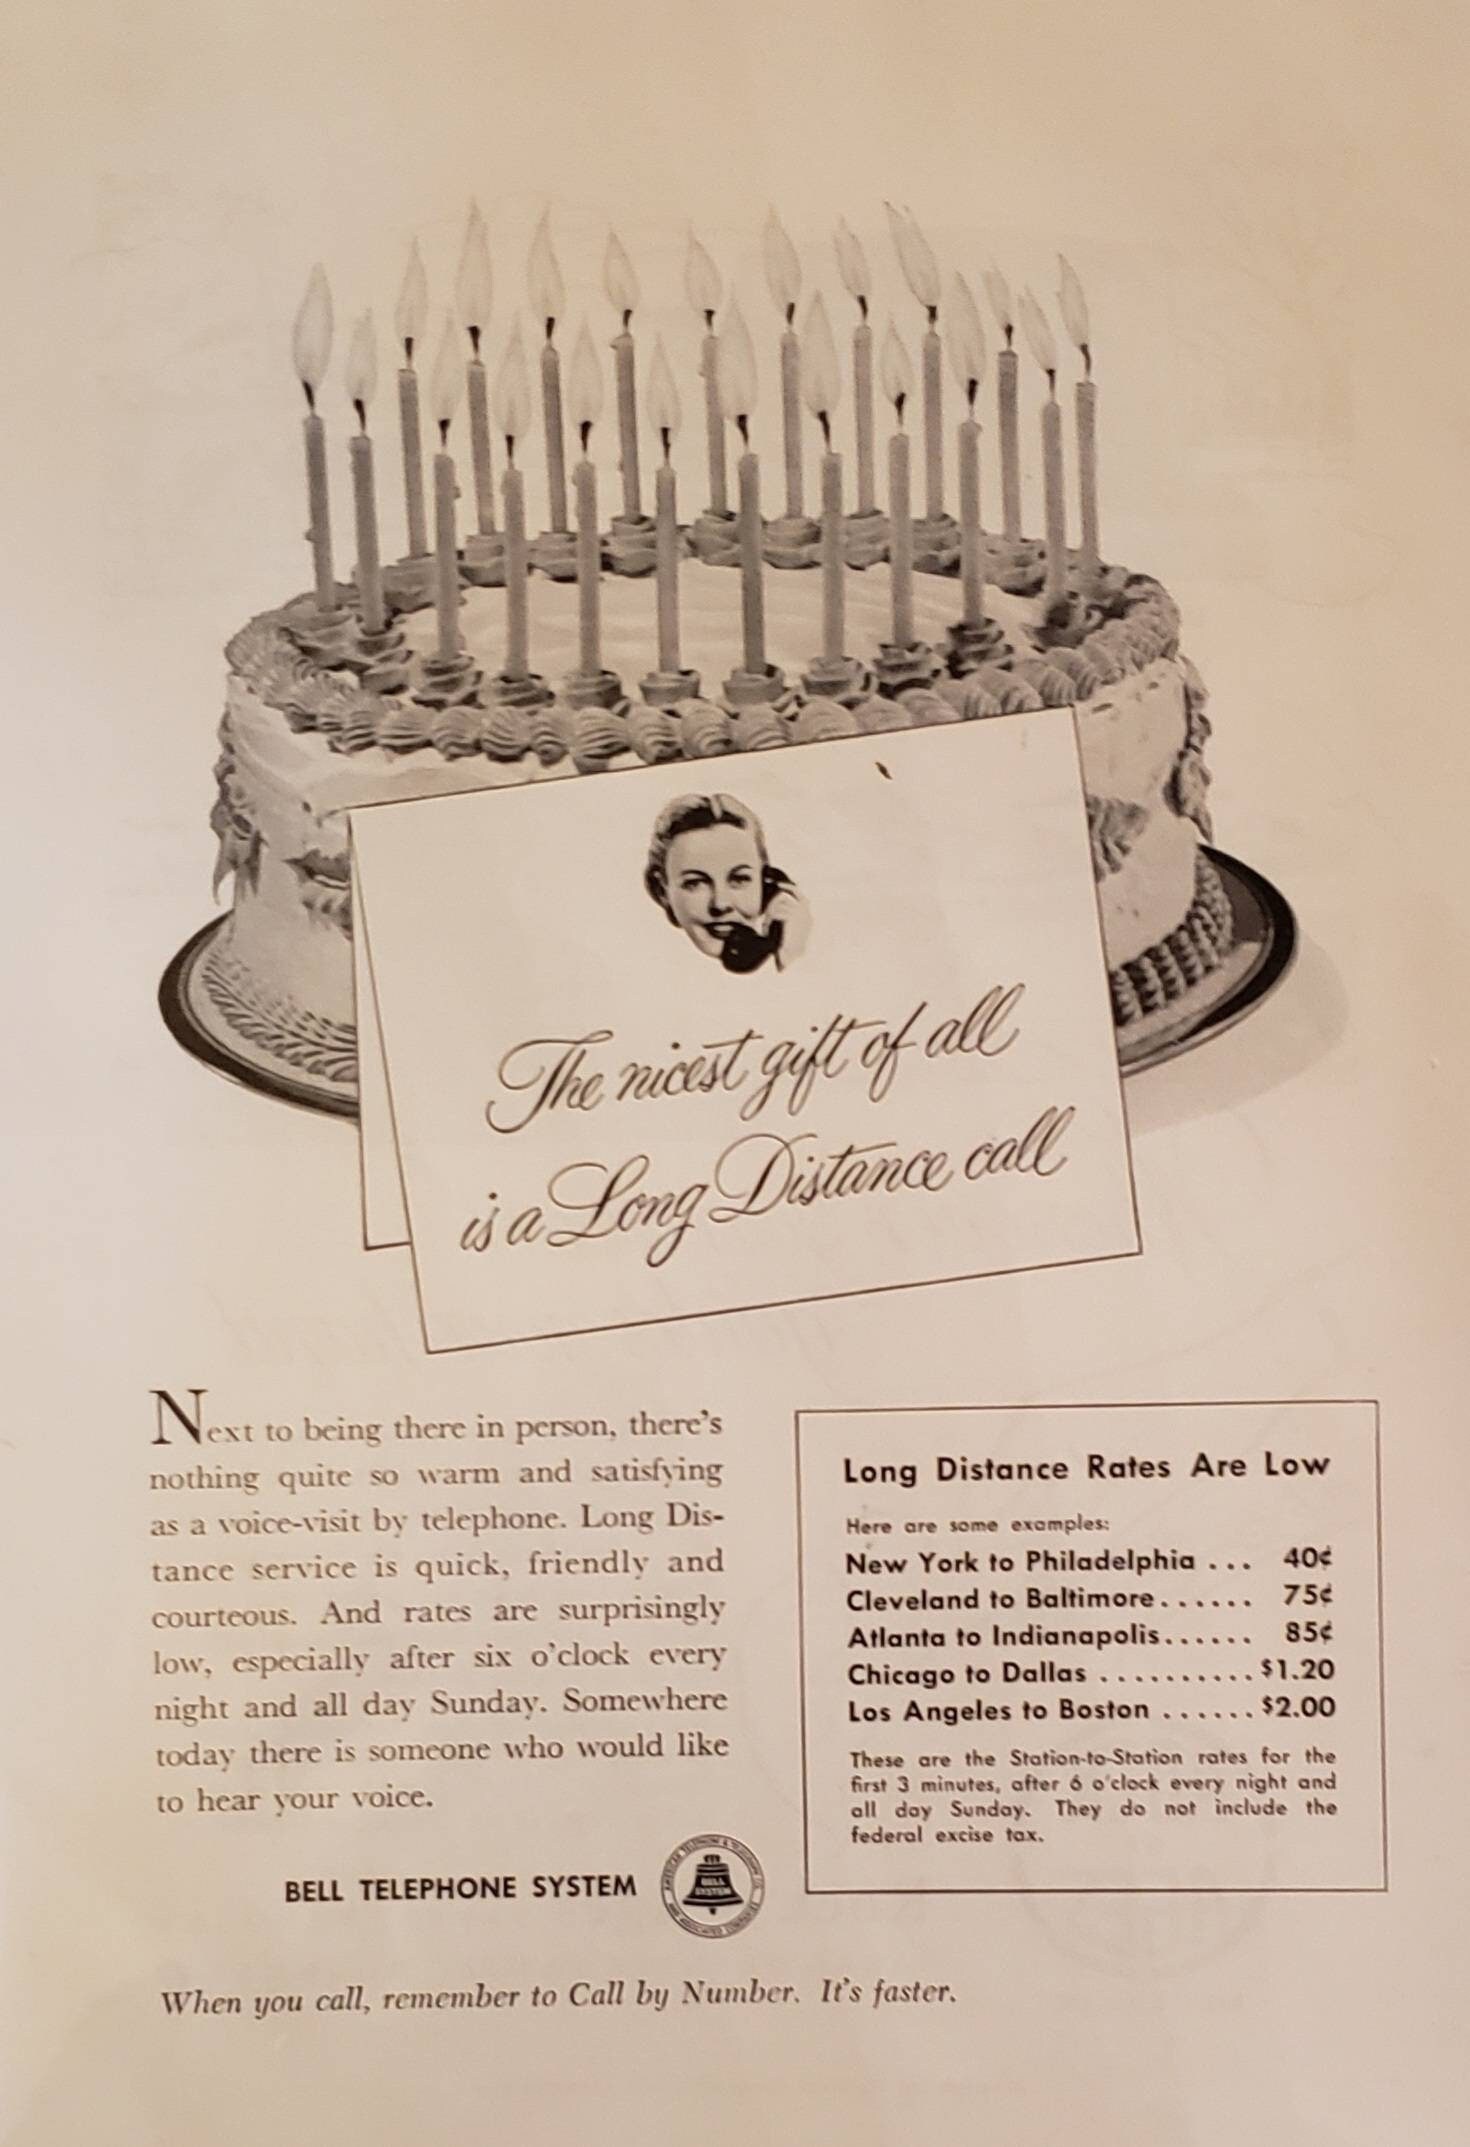 The nicest gift of all
is a Long Distance call
Next to being there in person, there's
nothing quite so warm and satisfying
as a voice-visit by telephone. Long Dis-
tance service is quick, friendly and
courteous. And rates are surprisingly
low, especially after six o'clock every
night and all day Sunday. Somewhere
today there is someone who would like
to hear your voice.
BELL TELEPHONE SYSTEM
AMERICAN TELEPHONE & TELEGRAPH CO.
BELL
SYSTEM
AND ASSOCIATED COMPANIES
Long Distance Rates Are Low
Here are some examples:
New York to Philadelphia ... 40¢
Cleveland to Baltimore...... 75¢
Atlanta to Indianapolis...... 85¢
Chicago to Dallas ..........$1.20
Los Angeles to Boston ......$2.00
These are the Station-to-Station rates for the
first 3 minutes, after 6 o'clock every night and
all day Sunday. They do not include the
federal excise tax.
When you call, remember to Call by Number. It's faster.